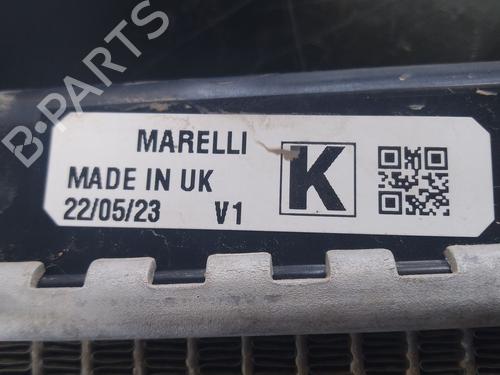 B-PARTS
MARELLI
MADE IN UK
22/05/23 V1
K